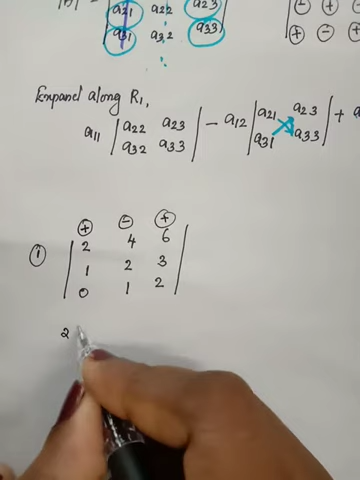 a21 a22 a23
a31 a32 a33
⊖ ⊕ ⊖
⊕ ⊖ ⊕
Expand along R1,
a11 | a22 a23 | - a12 | a21 a23 | +
a32 a33 a31 a33
⊕ ⊖ ⊕
① | 2 4 6 |
1 2 3
0 1 2
2